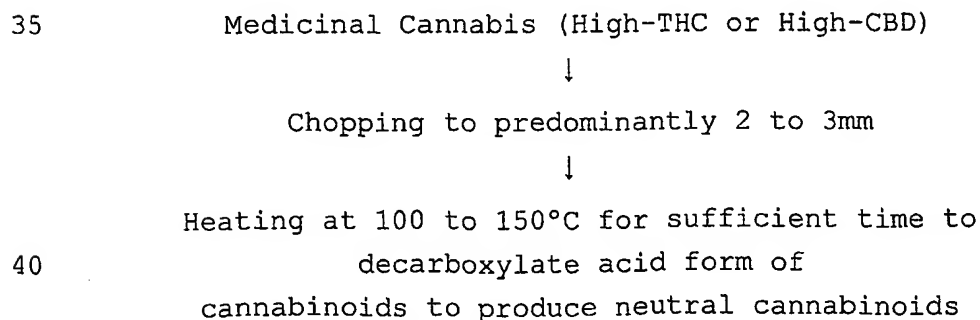 35 Medicinal Cannabis (High-THC or High-CBD)
↓
Chopping to predominantly 2 to 3mm
↓
Heating at 100 to 150°C for sufficient time to
40 decarboxylate acid form of
cannabinoids to produce neutral cannabinoids